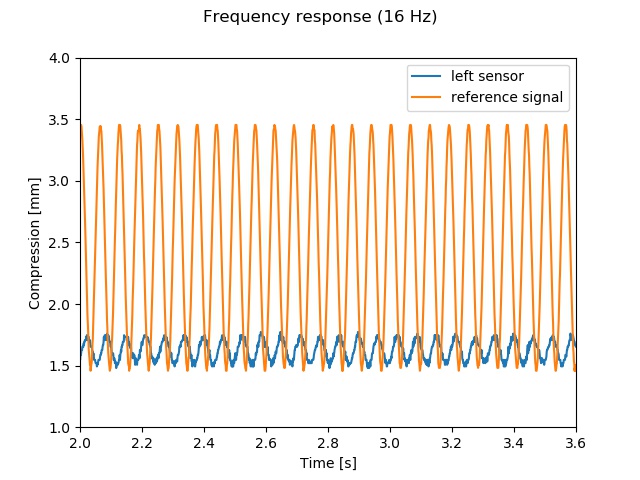 Frequency response (16 Hz)
4.0
3.5
3.0
2.5
2.0
1.5
1.0
Compression [mm]
left sensor
reference signal
2.0 2.2 2.4 2.6 2.8 3.0 3.2 3.4 3.6
Time [s]